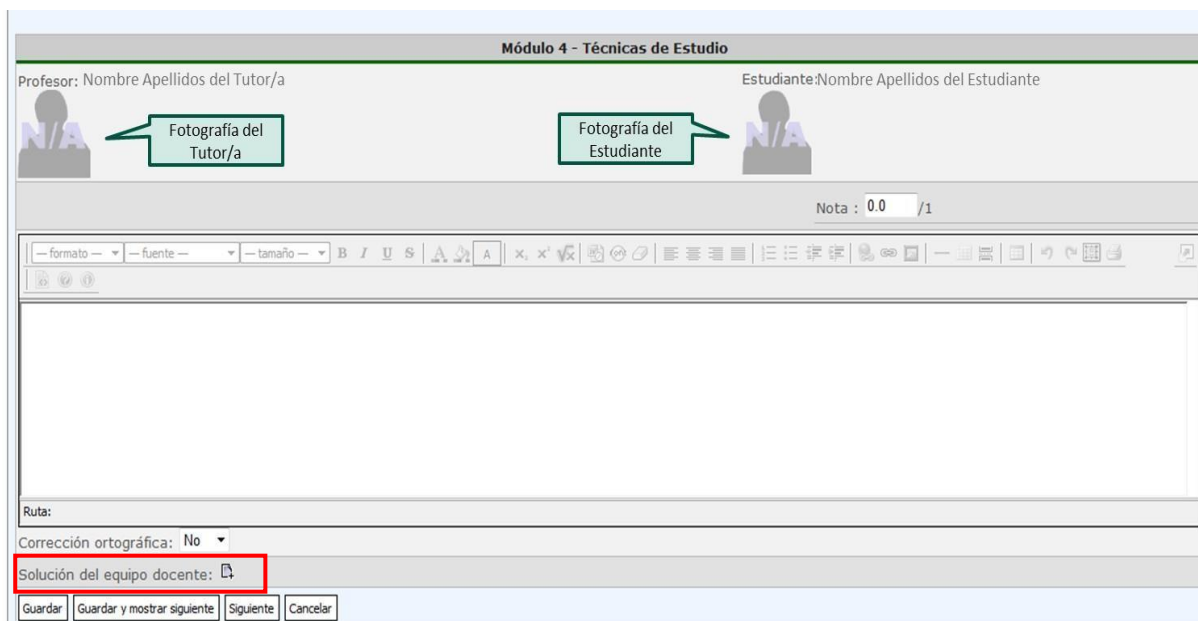 Módulo 4 - Técnicas de Estudio
Profesor: Nombre Apellidos del Tutor/a
Estudiante:Nombre Apellidos del Estudiante
N/A
Fotografía del
Tutor/a
Fotografía del
Estudiante
N/A
Nota : 0.0 /1
— formato — — fuente — — tamaño — B I U S A A x, x²
Ruta:
Corrección ortográfica: No
Solución del equipo docente:
Guardar Guardar y mostrar siguiente Siguiente Cancelar